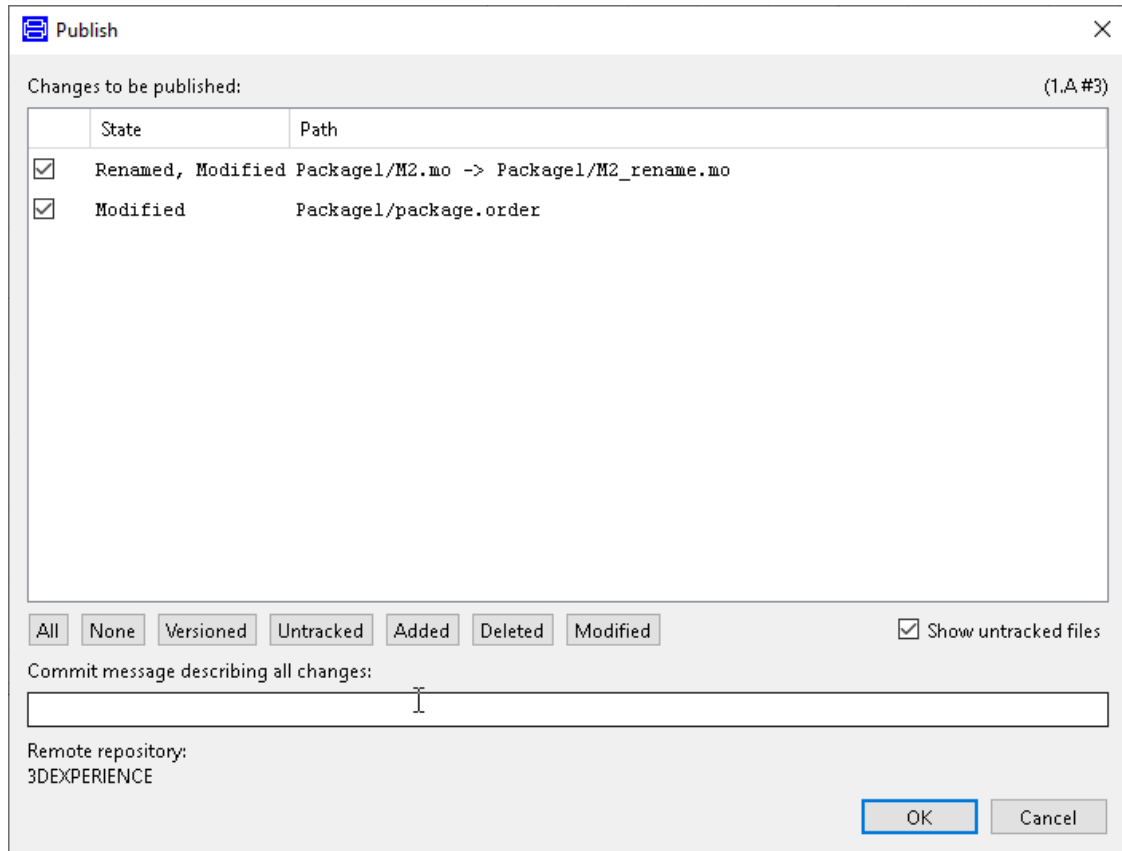 Publish
Changes to be published: (1.A #3)
State Path
Renamed, Modified Package1/M2.mo -> Package1/M2_rename.mo
Modified Package1/package.order
All None Versioned Untracked Added Deleted Modified Show untracked files
Commit message describing all changes:
Remote repository:
3DEXPERIENCE
OK Cancel